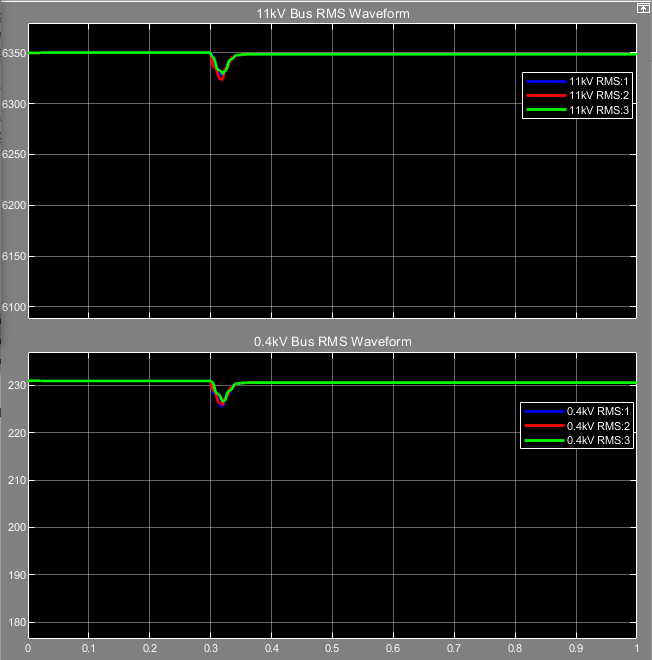 11kV Bus RMS Waveform
6350
6300
6250
6200
6150
6100
11kV RMS:1
11kV RMS:2
11kV RMS:3
0.4kV Bus RMS Waveform
230
220
210
200
190
180
0.4kV RMS:1
0.4kV RMS:2
0.4kV RMS:3
0 0.1 0.2 0.3 0.4 0.5 0.6 0.7 0.8 0.9 1